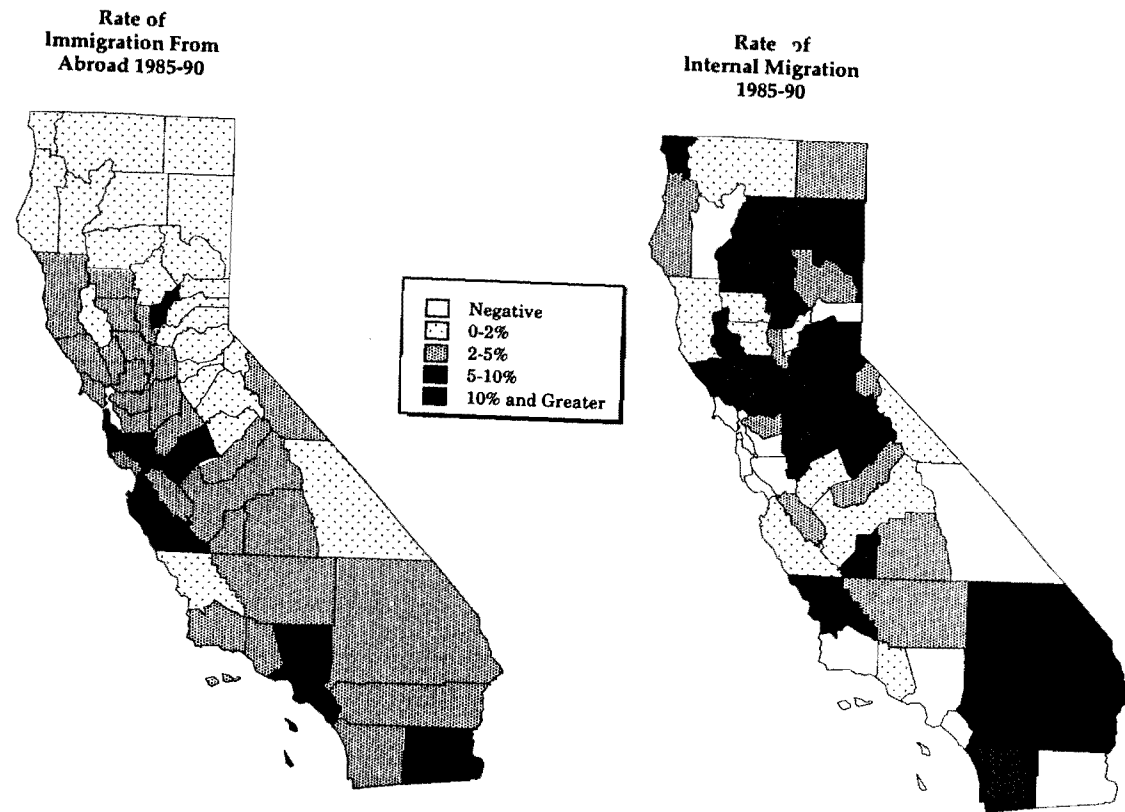 Rate of
Immigration From
Abroad 1985-90
Rate of
Internal Migration
1985-90
Negative
0-2%
2-5%
5-10%
10% and Greater